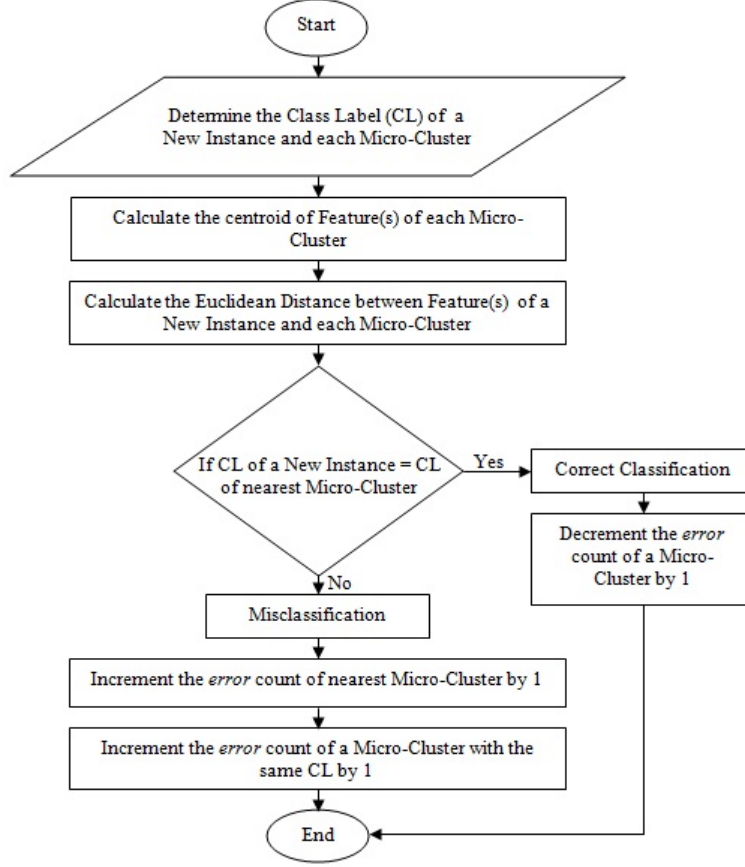 Start
Determine the Class Label (CL) of a
New Instance and each Micro-Cluster
Calculate the centroid of Feature(s) of each Micro-
Cluster
Calculate the Euclidean Distance between Feature(s) of a
New Instance and each Micro-Cluster
If CL of a New Instance = CL
of nearest Micro-Cluster
Yes
Correct Classification
Decrement the error
count of a Micro-
Cluster by 1
No
Misclassification
Increment the error count of nearest Micro-Cluster by 1
Increment the error count of a Micro-Cluster with the
same CL by 1
End